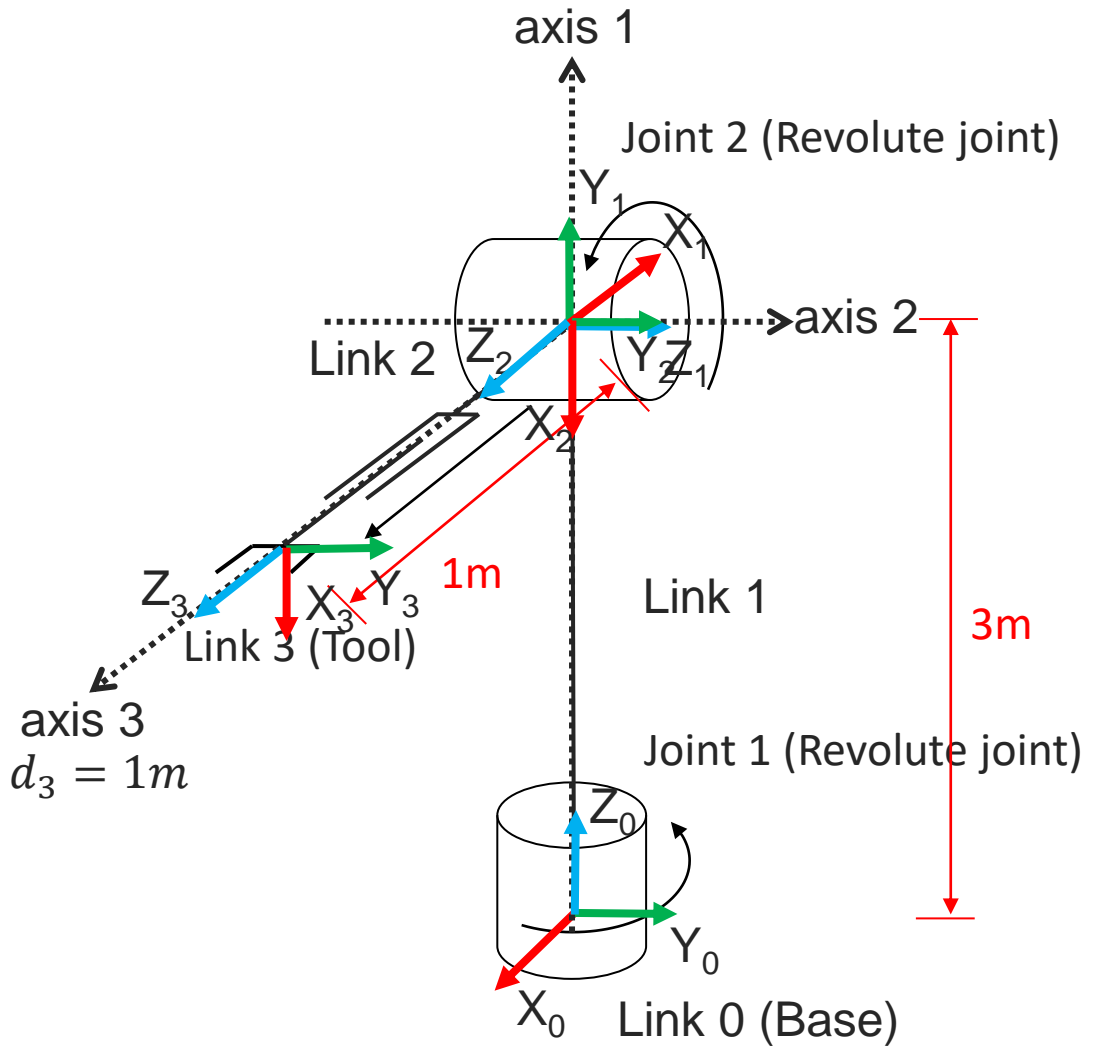 axis 1
Joint 2 (Revolute joint)
Y₁
X₁
axis 2
Z₂
Link 2
Y₂
Z₁
X₂
1m
Z₃
X₃
Y₃
Link 1
3m
Link 3 (Tool)
axis 3
d₃ = 1m
Joint 1 (Revolute joint)
Z₀
Y₀
X₀
Link 0 (Base)